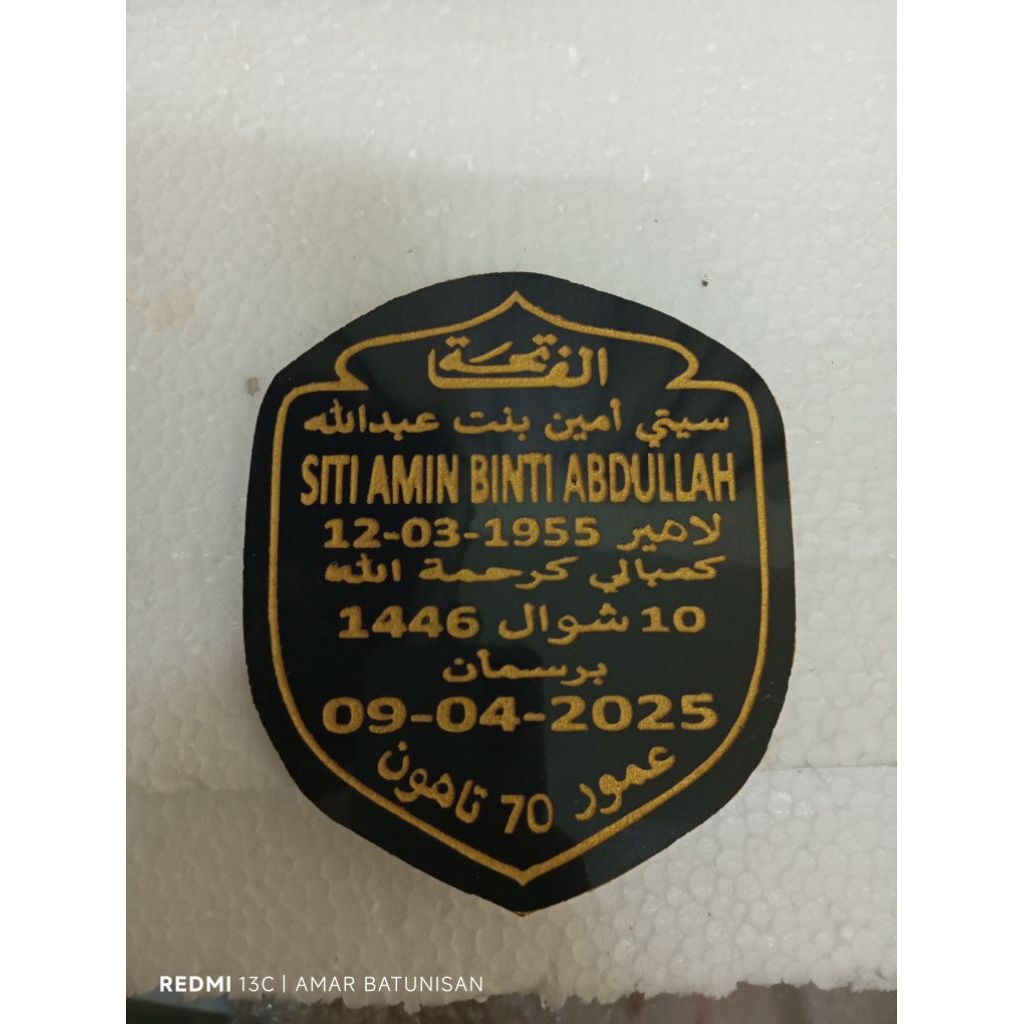 الفاتحة
سيتي أمين بنت عبدالله
SITI AMIN BINTI ABDULLAH
لاهير 12-03-1955
كمبالي كرحمة الله
10 شوال 1446
برسمأن
09-04-2025
عمور 70 تاهون
REDMI 13C | AMAR BATUNISAN